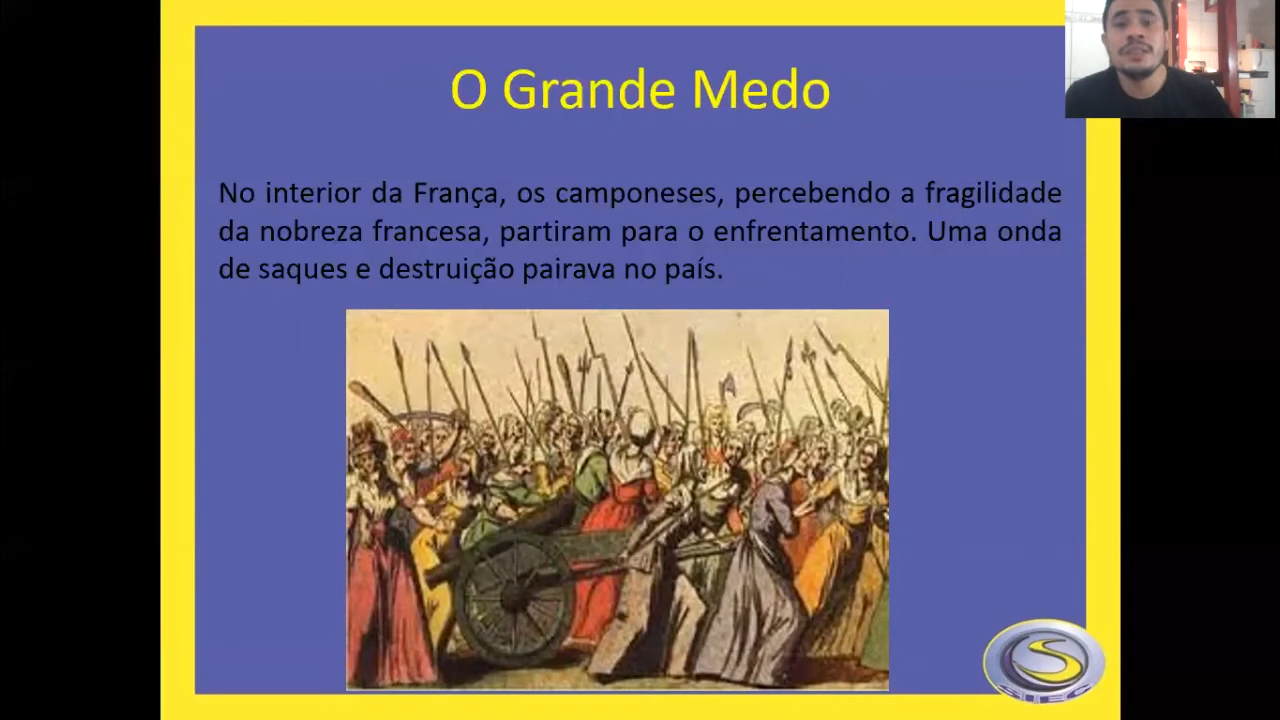 O Grande Medo
No interior da França, os camponeses, percebendo a fragilidade
da nobreza francesa, partiram para o enfrentamento. Uma onda
de saques e destruição pairava no país.